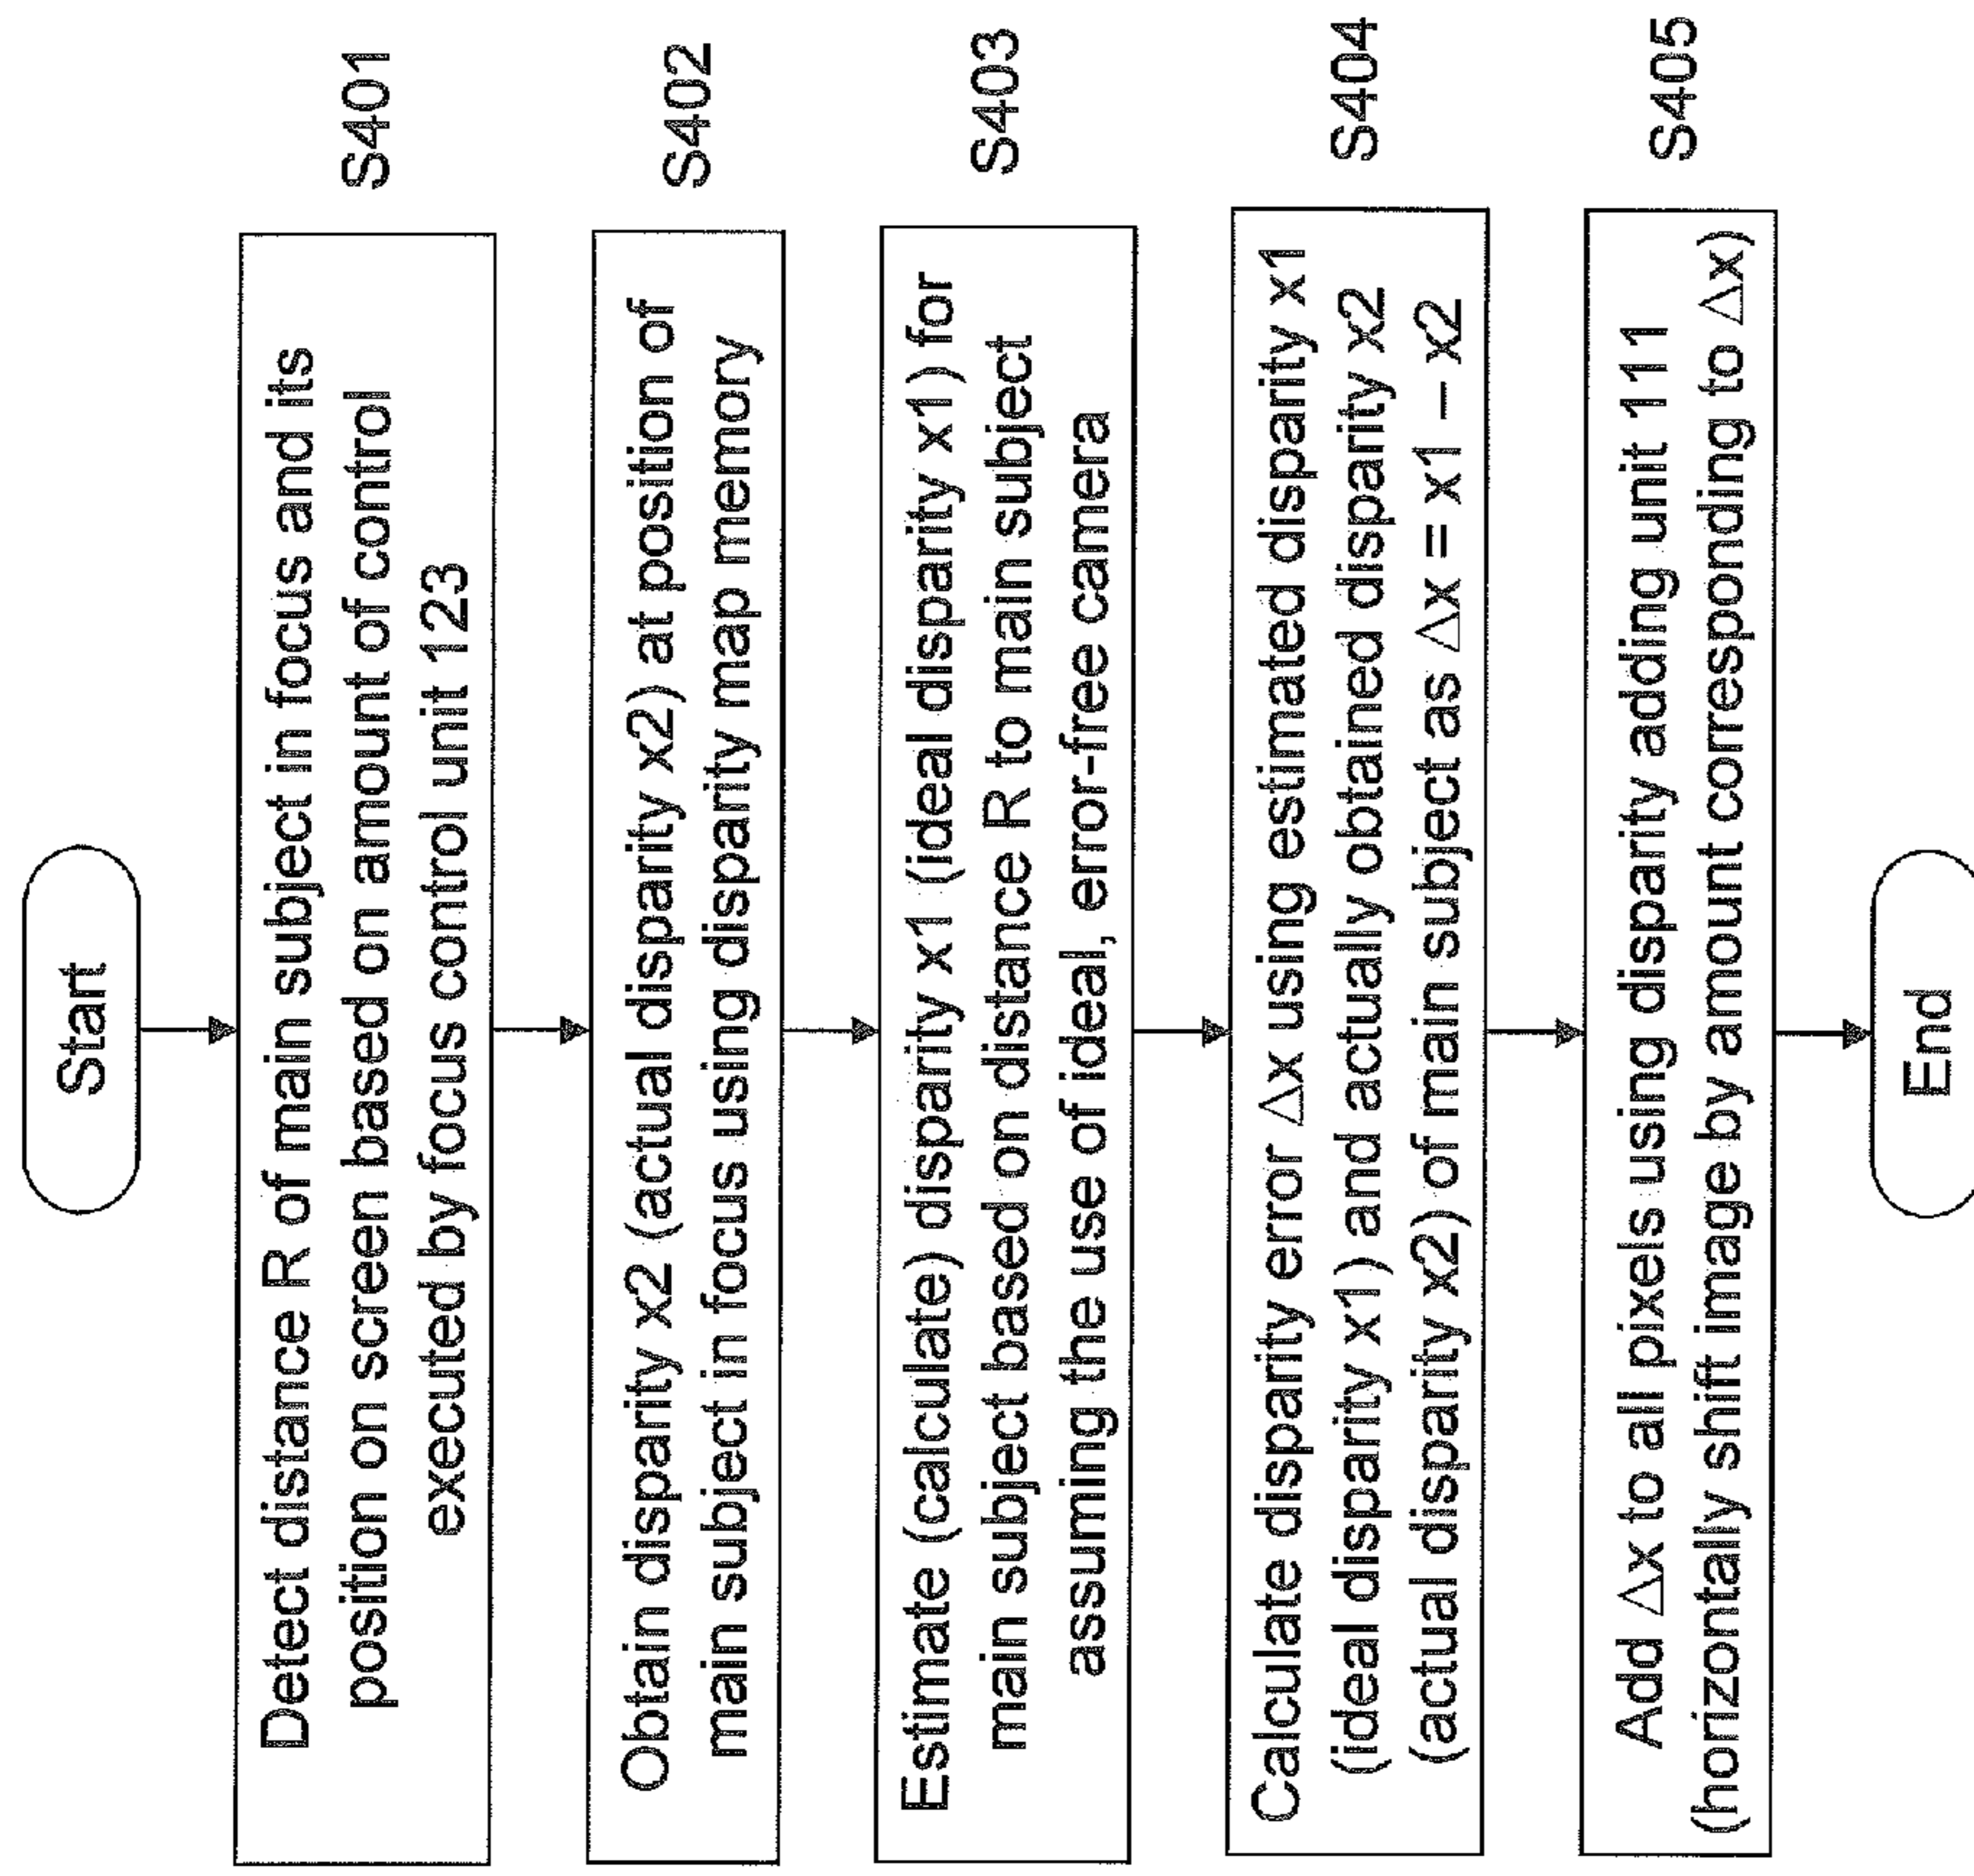 Start
Detect distance R of main subject in focus and its
position on screen based on amount of control
executed by focus control unit 123
S401
Obtain disparity x2 (actual disparity x2) at position of
main subject in focus using disparity map memory
S402
Estimate (calculate) disparity x1 (ideal disparity x1) for
main subject based on distance R to main subject
assuming the use of ideal, error-free camera
S403
Calculate disparity error △x using estimated disparity x1
(ideal disparity x1) and actually obtained disparity x2
(actual disparity x2) of main subject as △x = x1 – x2
S404
Add △x to all pixels using disparity adding unit 111
(horizontally shift image by amount corresponding to △x)
S405
End